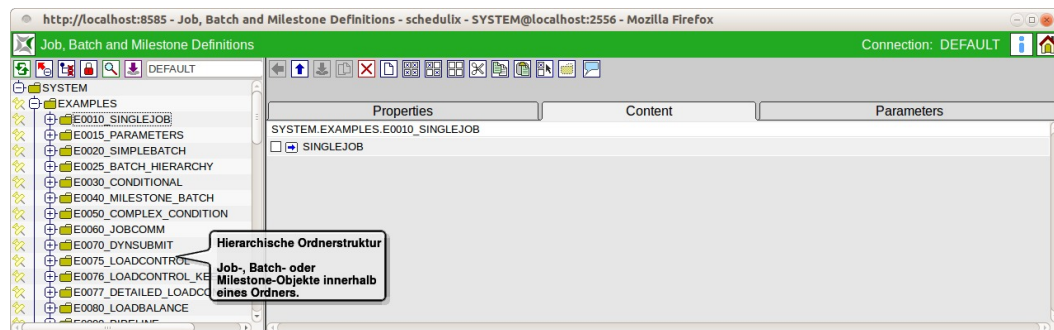 http://localhost:8585 - Job, Batch and Milestone Definitions - schedulix - SYSTEM@localhost:2556 - Mozilla Firefox
Job, Batch and Milestone Definitions
Connection: DEFAULT
DEFAULT
SYSTEM
EXAMPLES
E0010_SINGLEJOB
E0015_PARAMETERS
E0020_SIMPLEBATCH
E0025_BATCH_HIERARCHY
E0030_CONDITIONAL
E0040_MILESTONE_BATCH
E0050_COMPLEX_CONDITION
E0060_JOBCOMM
E0070_DYNSUBMIT
E0075_LOADCONTROL
E0076_LOADCONTROL_KE
E0077_DETAILED_LOADCO
E0080_LOADBALANCE
Properties
Content
Parameters
SYSTEM.EXAMPLES.E0010_SINGLEJOB
SINGLEJOB
Hierarchische Ordnerstruktur
Job-, Batch- oder
Milestone-Objekte innerhalb
eines Ordners.